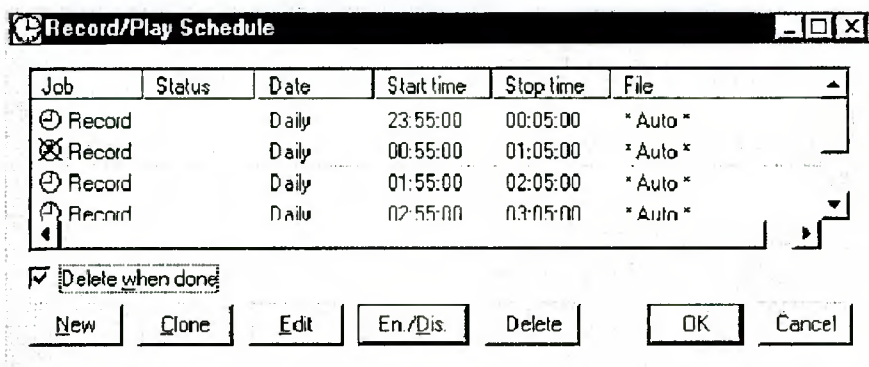 Record/Play Schedule
Job Status Date Start time Stop time File
Record Daily 23:55:00 00:05:00 * Auto *
Record Daily 00:55:00 01:05:00 * Auto *
Record Daily 01:55:00 02:05:00 * Auto *
Record Daily 02:55:00 03:05:00 * Auto *
Delete when done
New Clone Edit En./Dis. Delete OK Cancel